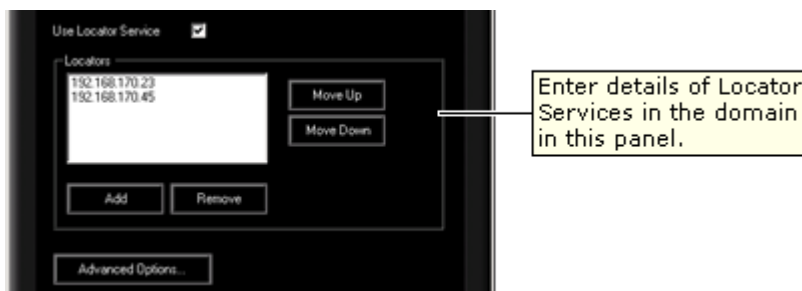 Use Locator Service
Locators
192.168.170.23
192.168.170.45
Move Up
Move Down
Add
Remove
Advanced Options...
Enter details of Locator
Services in the domain
in this panel.